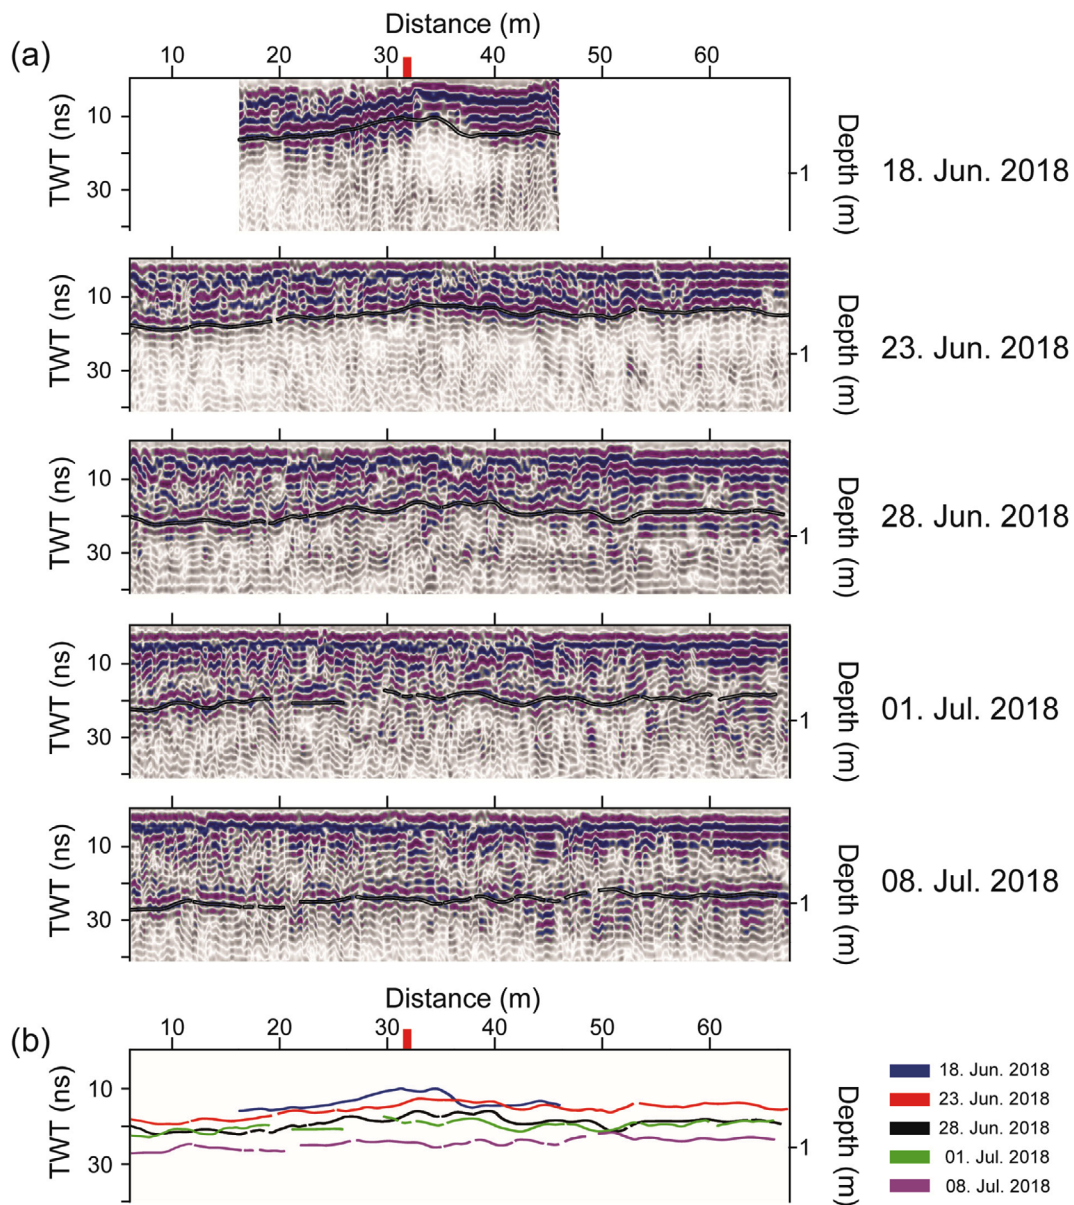 Distance (m)
(a)
10 20 30 40 50 60
TWT (ns)
10
30
Depth (m)
1
18. Jun. 2018
TWT (ns)
10
30
Depth (m)
1
23. Jun. 2018
TWT (ns)
10
30
Depth (m)
1
28. Jun. 2018
TWT (ns)
10
30
Depth (m)
1
01. Jul. 2018
TWT (ns)
10
30
Depth (m)
1
08. Jul. 2018
Distance (m)
(b)
10 20 30 40 50 60
TWT (ns)
10
30
Depth (m)
1
18. Jun. 2018
23. Jun. 2018
28. Jun. 2018
01. Jul. 2018
08. Jul. 2018